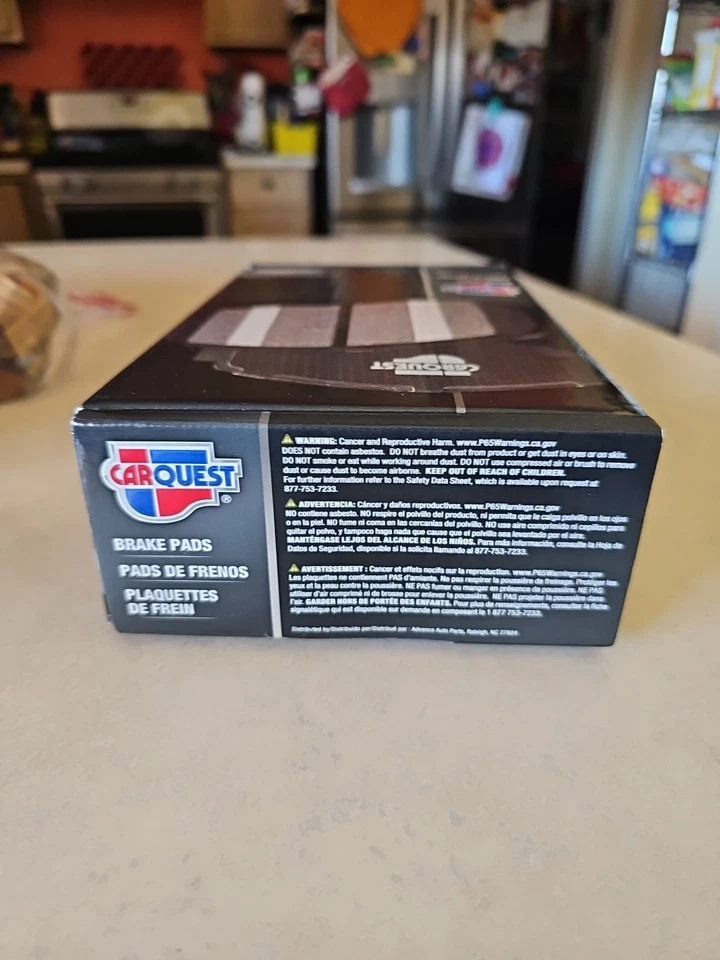 CARQUEST
CARQUEST
®
BRAKE PADS
PADS DE FRENOS
PLAQUETTES
DE FREIN
WARNING: Cancer and Reproductive Harm. www.P65Warnings.ca.gov
DOES NOT contain asbestos. DO NOT breathe dust from product or get dust in eyes or on skin.
DO NOT smoke or eat while working around dust. DO NOT use compressed air or brush to remove
dust or cause dust to become airborne. KEEP OUT OF REACH OF CHILDREN.
For further information refer to the Safety Data Sheet, which is available upon request at
877-753-7233.
ADVERTENCIA: Cáncer y daños reproductivos. www.P65Warnings.ca.gov
NO contiene asbesto. NO respire el polvillo del producto, ni permita que le caiga polvillo en los ojos
o en la piel. NO fume ni coma en las cercanías del polvillo. NO use aire comprimido ni cepillos para
quitar el polvo, y tampoco haga nada que cause que el polvillo sea levantado por el aire.
MANTÉNGASE LEJOS DEL ALCANCE DE LOS NIÑOS. Para más información, consulte la Hoja de
Datos de Seguridad, disponible si la solicita llamando al 877-753-7233.
AVERTISSEMENT : Cancer et effets nocifs sur la reproduction. www.P65Warnings.ca.gov
Les plaquettes ne contiennent PAS d'amiante. Ne pas respirer la poussière de freinage. Protéger les
yeux et la peau contre la poussière. NE PAS fumer ou manger en présence de poussière. NE PAS
utiliser d'air comprimé ni de brosse pour enlever la poussière. NE PAS projeter la poussière dans
l'air. GARDER HORS DE PORTÉE DES ENFANTS. Pour plus de renseignements, consulter la fiche
signalétique qui est disponible sur demande en composant le 1 877 753-7233.
Distributed by/Distribuido por/Distribué par : Advance Auto Parts, Raleigh, NC 27604